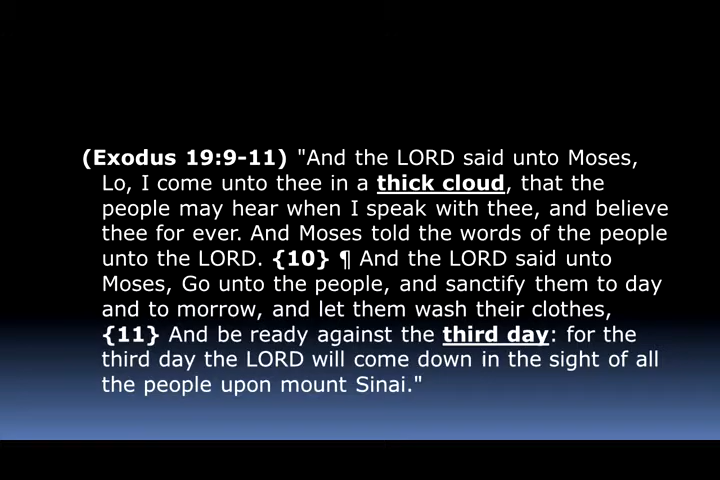 (Exodus 19:9-11) "And the LORD said unto Moses,
Lo, I come unto thee in a thick cloud, that the
people may hear when I speak with thee, and believe
thee for ever. And Moses told the words of the people
unto the LORD. {10} ¶ And the LORD said unto
Moses, Go unto the people, and sanctify them to day
and to morrow, and let them wash their clothes,
{11} And be ready against the third day: for the
third day the LORD will come down in the sight of all
the people upon mount Sinai."